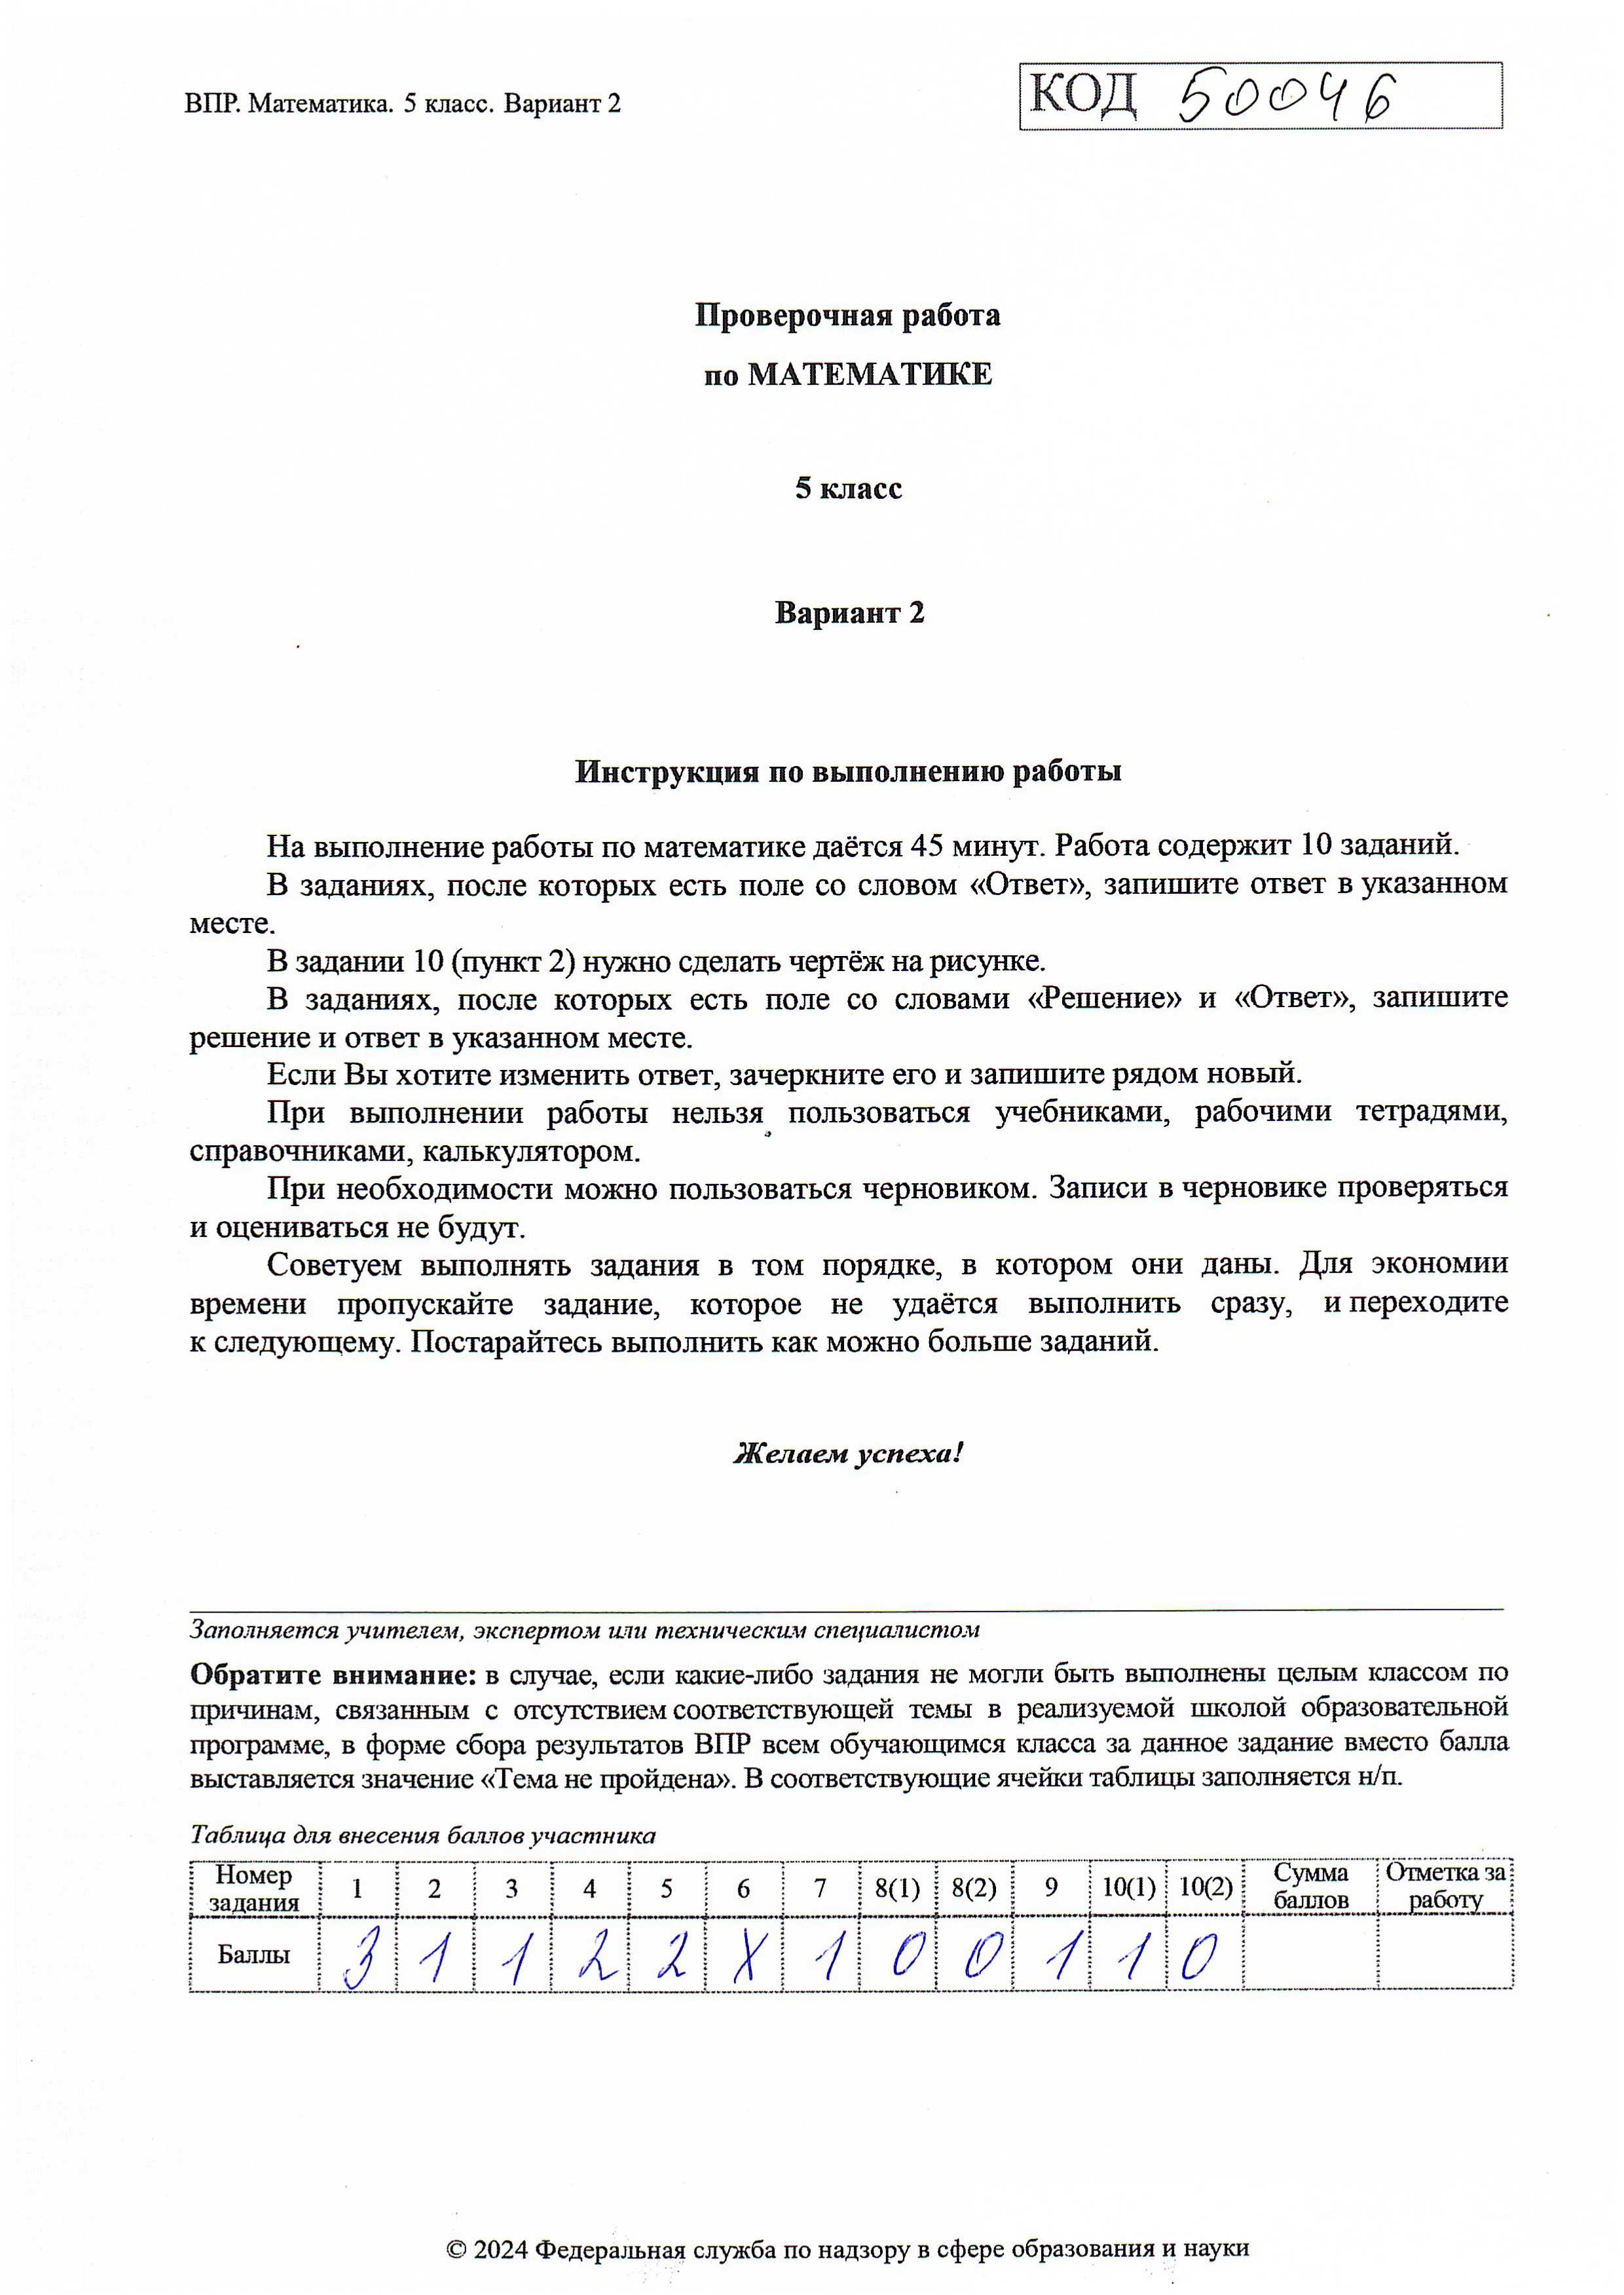 ВПР. Математика. 5 класс. Вариант 2
КОД 50046
Проверочная работа
по МАТЕМАТИКЕ
5 класс
Вариант 2
Инструкция по выполнению работы
На выполнение работы по математике даётся 45 минут. Работа содержит 10 заданий.
В заданиях, после которых есть поле со словом «Ответ», запишите ответ в указанном
месте.
В задании 10 (пункт 2) нужно сделать чертёж на рисунке.
В заданиях, после которых есть поле со словами «Решение» и «Ответ», запишите
решение и ответ в указанном месте.
Если Вы хотите изменить ответ, зачеркните его и запишите рядом новый.
При выполнении работы нельзя пользоваться учебниками, рабочими тетрадями,
справочниками, калькулятором.
При необходимости можно пользоваться черновиком. Записи в черновике проверяться
и оцениваться не будут.
Советуем выполнять задания в том порядке, в котором они даны. Для экономии
времени пропускайте задание, которое не удаётся выполнить сразу, и переходите
к следующему. Постарайтесь выполнить как можно больше заданий.
Желаем успеха!
Заполняется учителем, экспертом или техническим специалистом
Обратите внимание: в случае, если какие-либо задания не могли быть выполнены целым классом по
причинам, связанным с отсутствием соответствующей темы в реализуемой школой образовательной
программе, в форме сбора результатов ВПР всем обучающимся класса за данное задание вместо балла
выставляется значение «Тема не пройдена». В соответствующие ячейки таблицы заполняется н/п.
Таблица для внесения баллов участника
Номер задания 1 2 3 4 5 6 7 8(1) 8(2) 9 10(1) 10(2) Сумма баллов Отметка за работу
Баллы 3 1 1 2 2 X 1 0 0 1 1 0
© 2024 Федеральная служба по надзору в сфере образования и науки